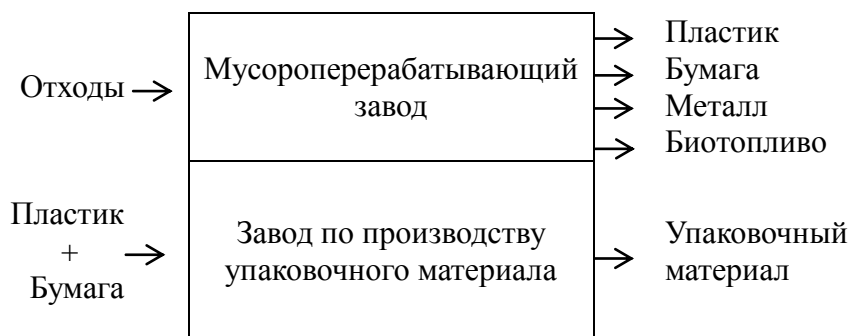 Отходы
Мусороперерабатывающий
завод
Пластик
Бумага
Металл
Биотопливо
Пластик
+
Бумага
Завод по производству
упаковочного материала
Упаковочный
материал